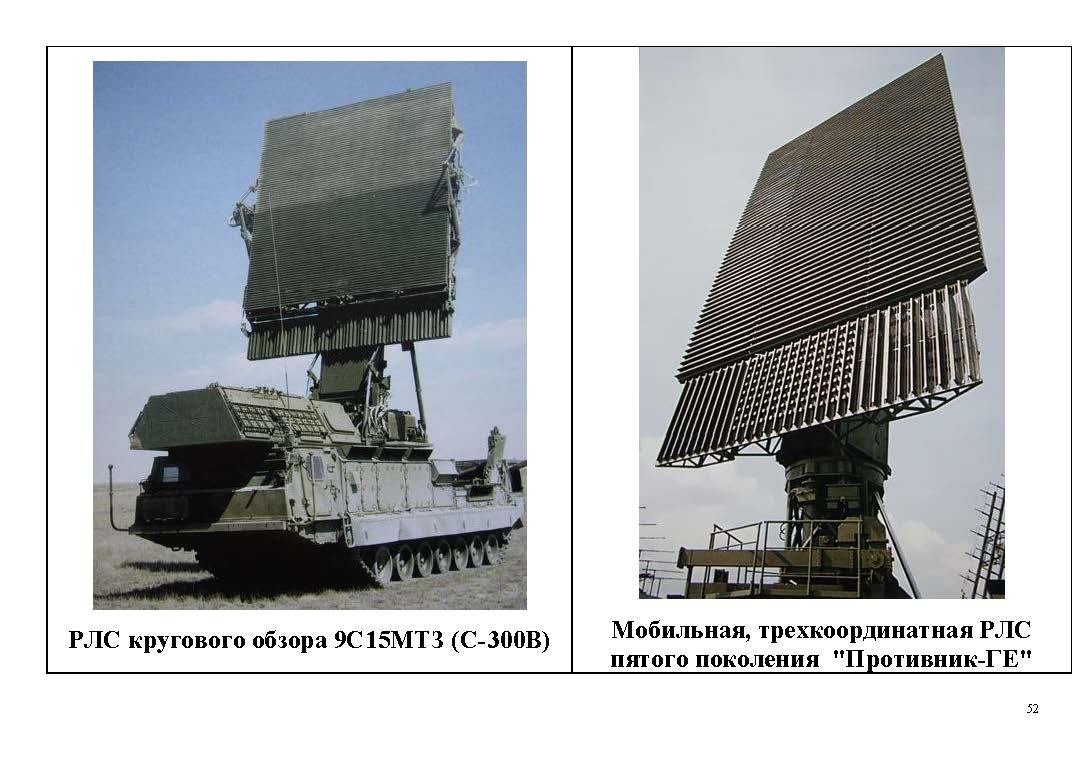 РЛС кругового обзора 9С15МТ3 (С-300В)
Мобильная, трехкоординатная РЛС
пятого поколения "Противник-ГЕ"
52